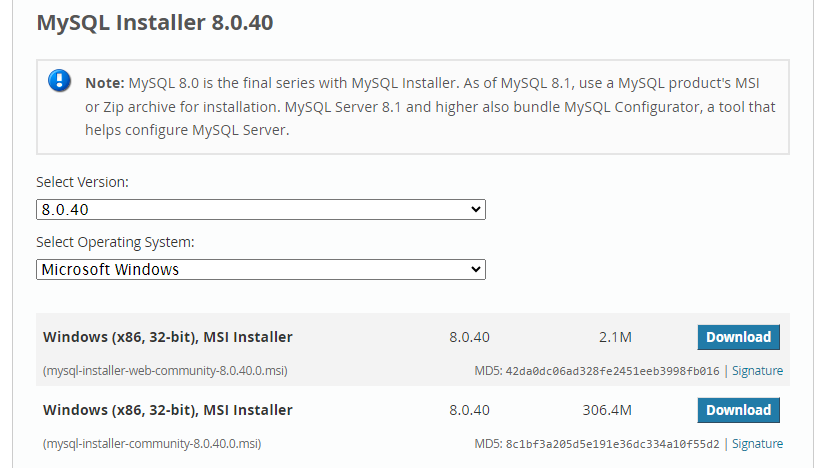 MySQL Installer 8.0.40
Note: MySQL 8.0 is the final series with MySQL Installer. As of MySQL 8.1, use a MySQL product's MSI
or Zip archive for installation. MySQL Server 8.1 and higher also bundle MySQL Configurator, a tool that
helps configure MySQL Server.
Select Version:
8.0.40
Select Operating System:
Microsoft Windows
Windows (x86, 32-bit), MSI Installer 8.0.40 2.1M Download
(mysql-installer-web-community-8.0.40.0.msi) MD5: 42da0dc06ad328fe2451eeb3998fb016 | Signature
Windows (x86, 32-bit), MSI Installer 8.0.40 306.4M Download
(mysql-installer-community-8.0.40.0.msi) MD5: 8c1bf3a205d5e191e36dc334a10f55d2 | Signature